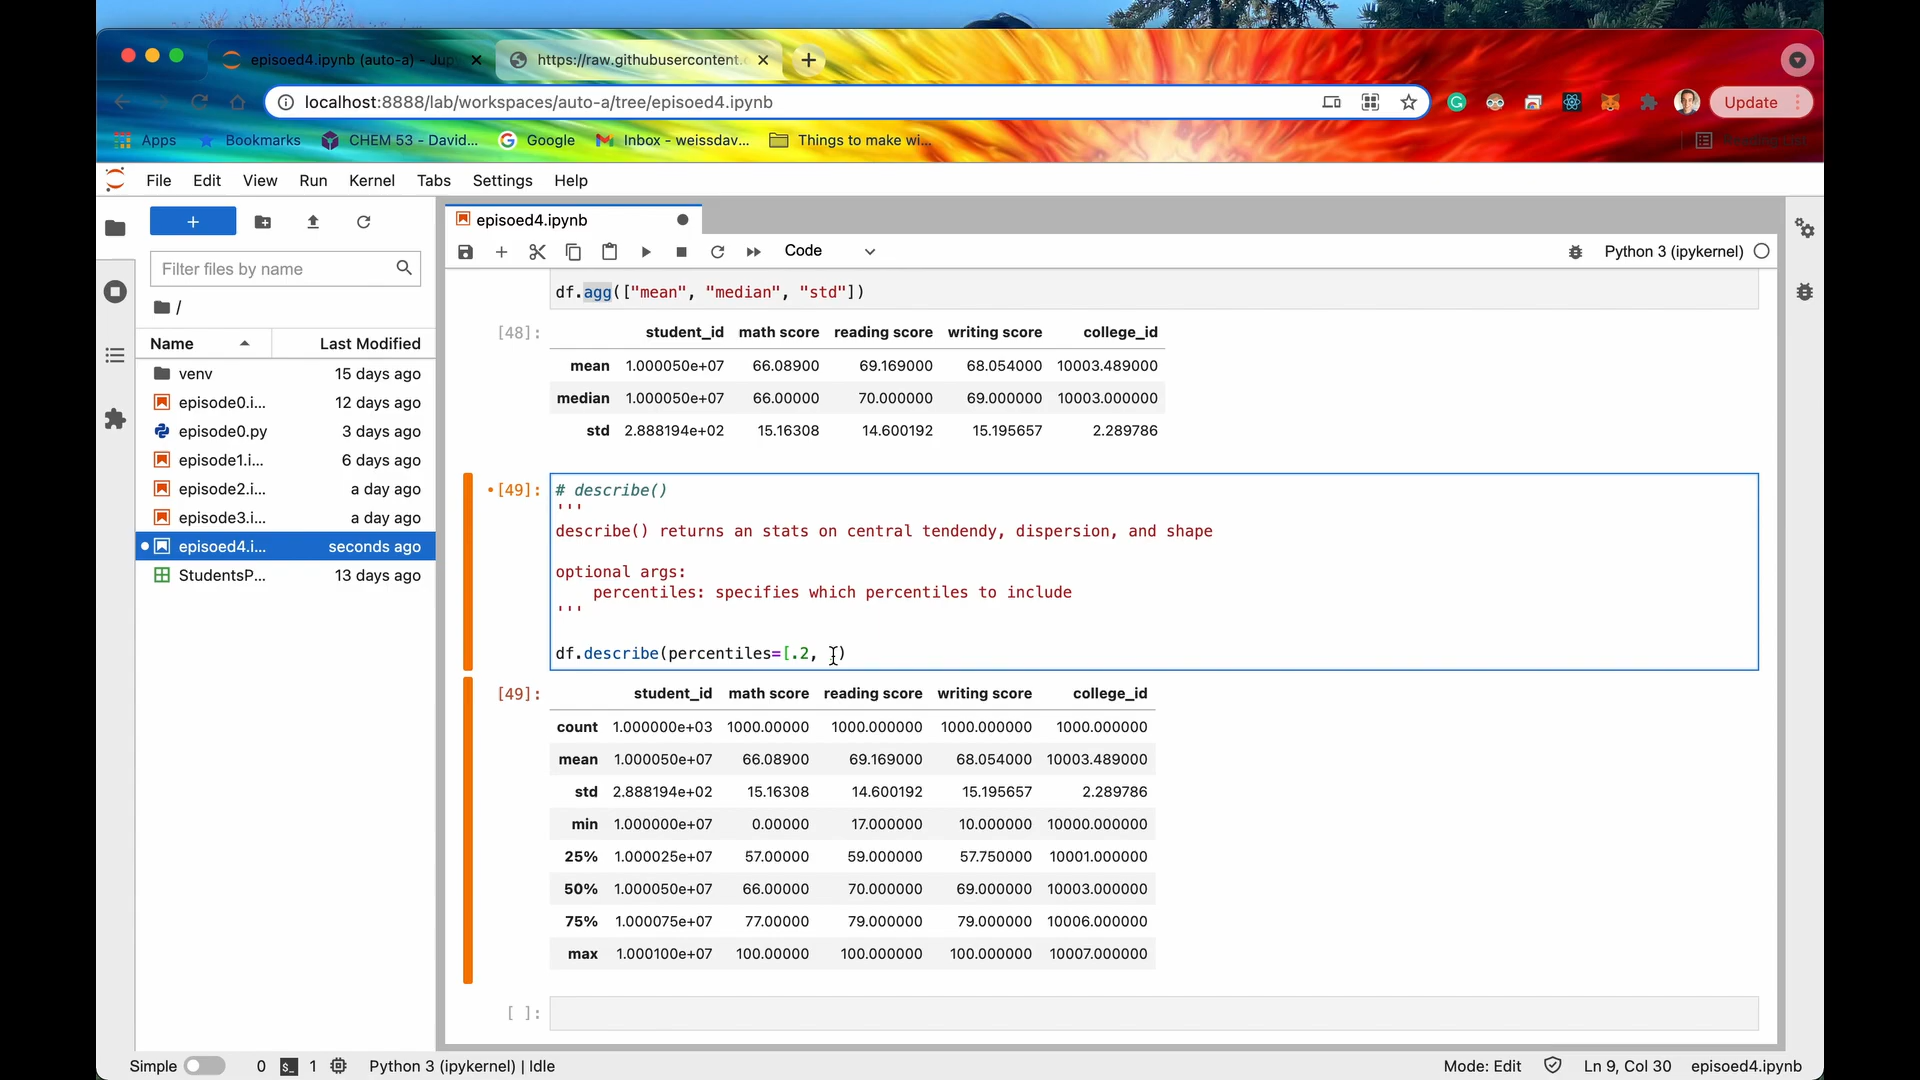 episoed4.ipynb (auto-a) - Jup
https://raw.githubusercontent.
localhost:8888/lab/workspaces/auto-a/tree/episoed4.ipynb
Update
Apps
Bookmarks
CHEM 53 - David...
Google
Inbox - weissdav...
Things to make wi...
Reading List
File Edit View Run Kernel Tabs Settings Help
+
Filter files by name
/
Name Last Modified
venv 15 days ago
episode0.i... 12 days ago
episode0.py 3 days ago
episode1.i... 6 days ago
episode2.i... a day ago
episode3.i... a day ago
episoed4.i... seconds ago
StudentsP... 13 days ago
episoed4.ipynb
Code
Python 3 (ipykernel)
df.agg(["mean", "median", "std"])
[48]:
student_id math score reading score writing score college_id
mean 1.000050e+07 66.08900 69.169000 68.054000 10003.489000
median 1.000050e+07 66.00000 70.000000 69.000000 10003.000000
std 2.888194e+02 15.16308 14.600192 15.195657 2.289786
[49]:
# describe()
'''
describe() returns an stats on central tendendy, dispersion, and shape
optional args:
percentiles: specifies which percentiles to include
'''
df.describe(percentiles=[.2, ])
[49]:
student_id math score reading score writing score college_id
count 1.000000e+03 1000.00000 1000.000000 1000.000000 1000.000000
mean 1.000050e+07 66.08900 69.169000 68.054000 10003.489000
std 2.888194e+02 15.16308 14.600192 15.195657 2.289786
min 1.000000e+07 0.00000 17.000000 10.000000 10000.000000
25% 1.000025e+07 57.00000 59.000000 57.750000 10001.000000
50% 1.000050e+07 66.00000 70.000000 69.000000 10003.000000
75% 1.000075e+07 77.00000 79.000000 79.000000 10006.000000
max 1.000100e+07 100.00000 100.000000 100.000000 10007.000000
[ ]:
Simple 0 1 Python 3 (ipykernel) | Idle
Mode: Edit Ln 9, Col 30 episoed4.ipynb